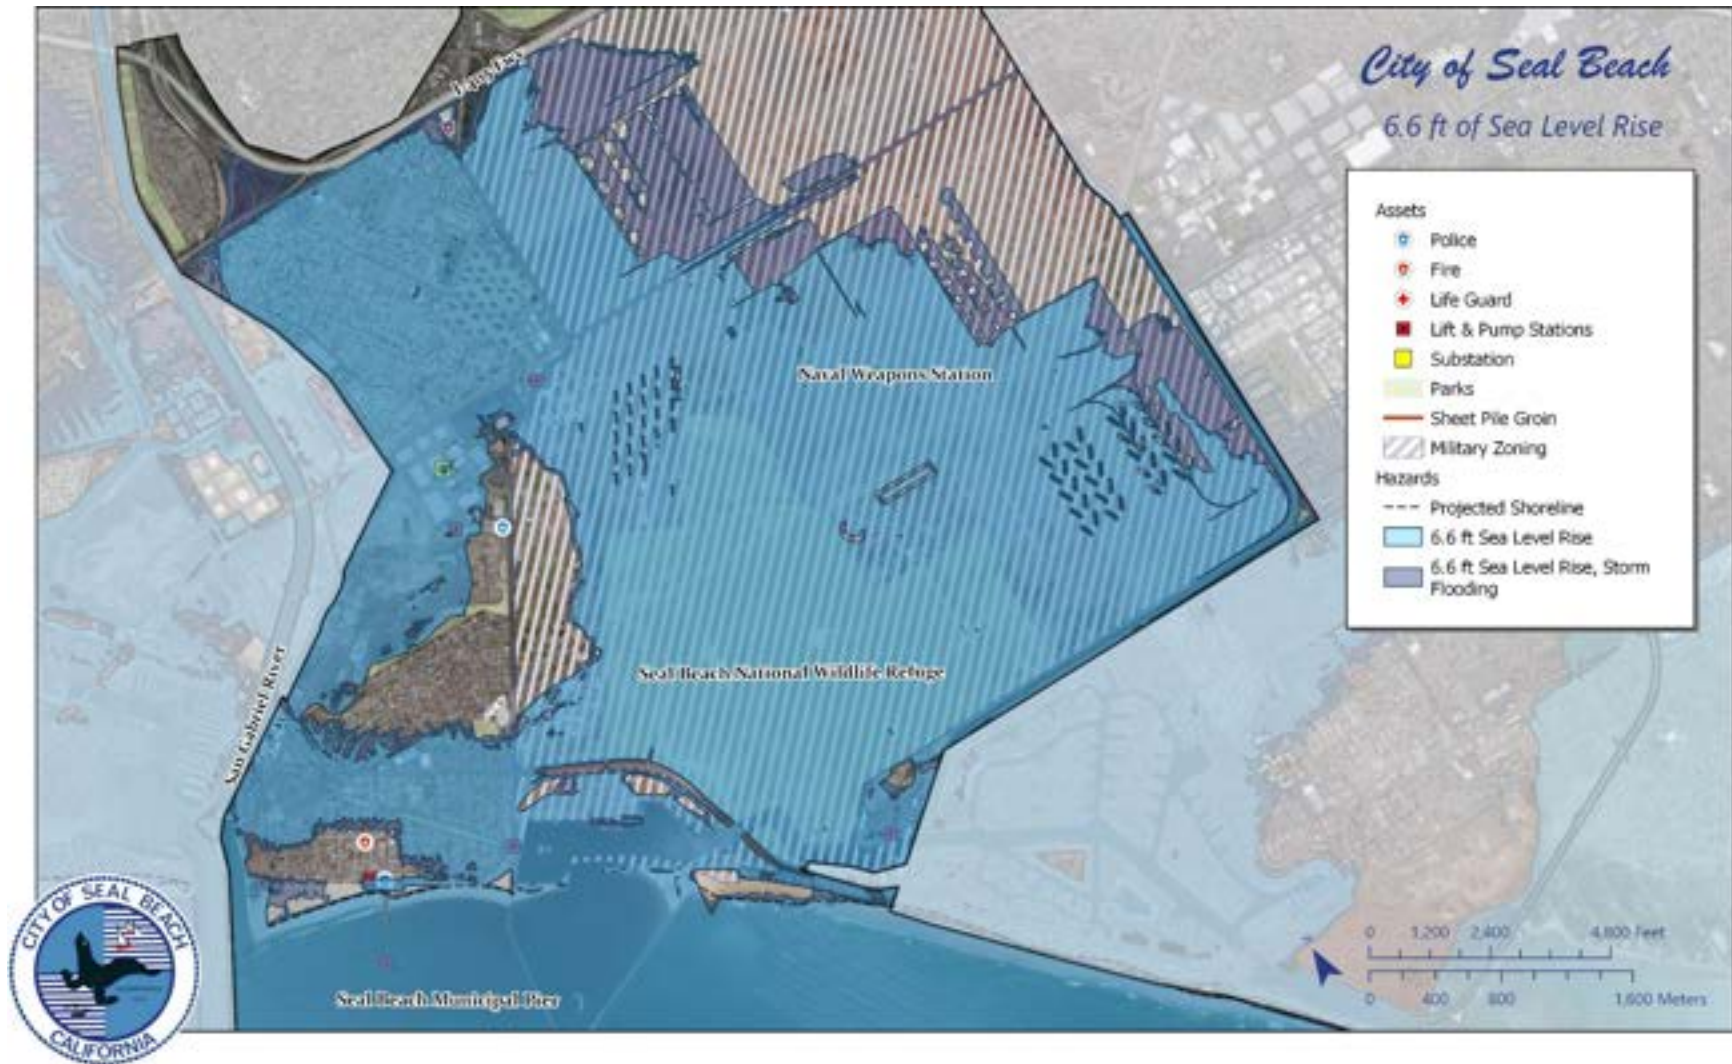 City of Seal Beach
6.6 ft of Sea Level Rise
Assets
Police
Fire
Life Guard
Lift & Pump Stations
Substation
Parks
Sheet Pile Groin
Military Zoning
Hazards
Projected Shoreline
6.6 ft Sea Level Rise
6.6 ft Sea Level Rise, Storm
Flooding
Naval Weapons Station
Seal Beach National Wildlife Refuge
San Gabriel River
Seal Beach Municipal Pier
0 1,200 2,400 4,800 Feet
0 400 800 1,600 Meters
CITY OF SEAL BEACH
CALIFORNIA